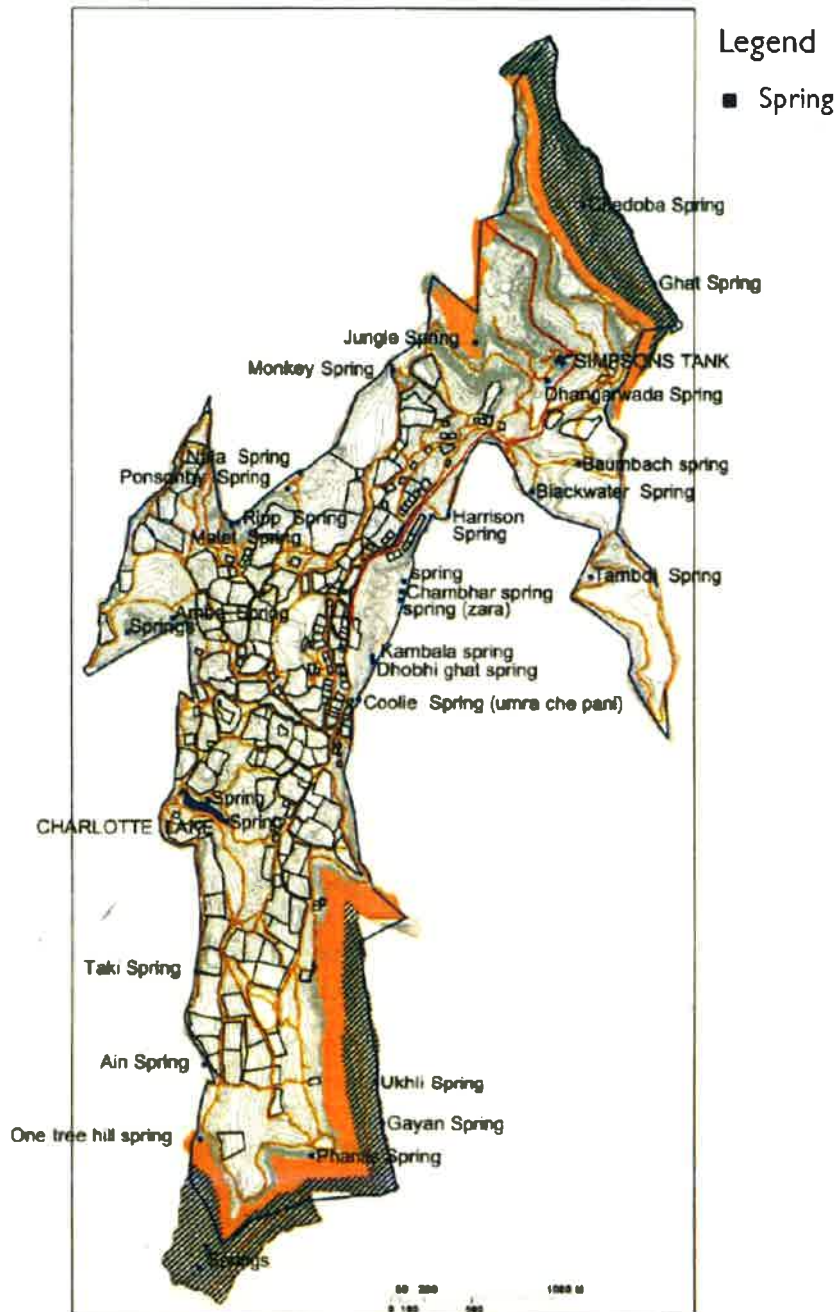 Legend
Spring
Chedoba Spring
Ghat Spring
Jungle Spring
SIMPSONS TANK
Monkey Spring
Dhangarwada Spring
Spring
Baumbach spring
Ponsonby Spring
Blackwater Spring
Ripp Spring
Harrison
Spring
Malet Spring
spring
Tambdi Spring
Chambhar spring
spring (zara)
Ambe Spring
Springs
Kambala spring
Dhobhi ghat spring
Coolie Spring (umra che pani)
Spring
CHARLOTTE LAKE
Spring
Taki Spring
Ain Spring
Ukhli Spring
Gayan Spring
One tree hill spring
Spring
Springs
1000 M